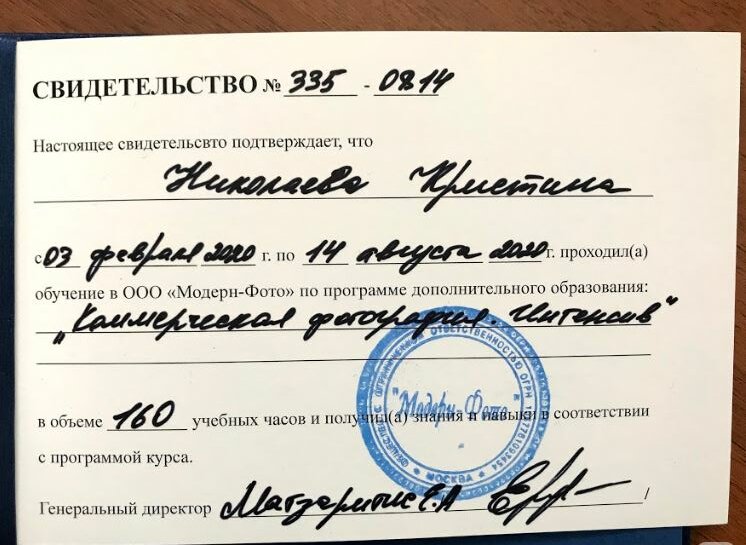 СВИДЕТЕЛЬСТВО № 335 - 0814
Настоящее свидетельсвто подтверждает, что
Николаева Кристина
с 03 февраля 2020 г. по 14 августа 2020 г. проходил(а)
обучение в ООО «Модерн-Фото» по программе дополнительного образования:
"Коммерческая фотография. Интенсив"
в объеме 160 учебных часов и получил(а) знания и навыки в соответствии
с программой курса.
"Модерн-Фото"
МОСКВА
Генеральный директор Е.А /